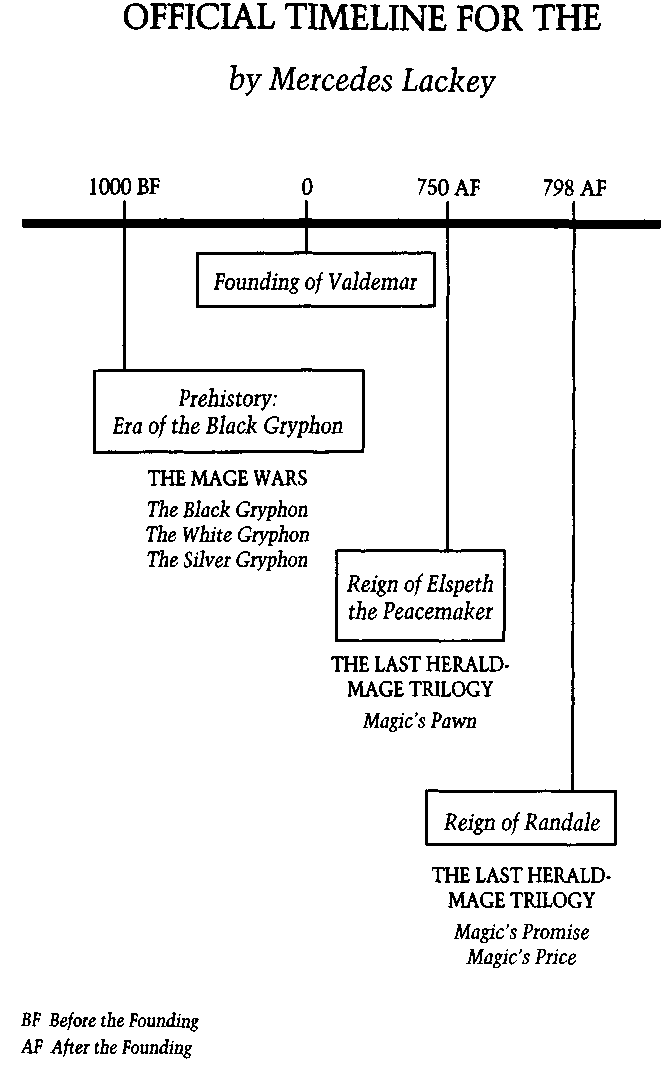 OFFICIAL TIMELINE FOR THE
by Mercedes Lackey
1000 BF
0
750 AF
798 AF
Founding of Valdemar
Prehistory:
Era of the Black Gryphon
THE MAGE WARS
The Black Gryphon
The White Gryphon
The Silver Gryphon
Reign of Elspeth
the Peacemaker
THE LAST HERALD-
MAGE TRILOGY
Magic's Pawn
Reign of Randale
THE LAST HERALD-
MAGE TRILOGY
Magic's Promise
Magic's Price
BF Before the Founding
AF After the Founding